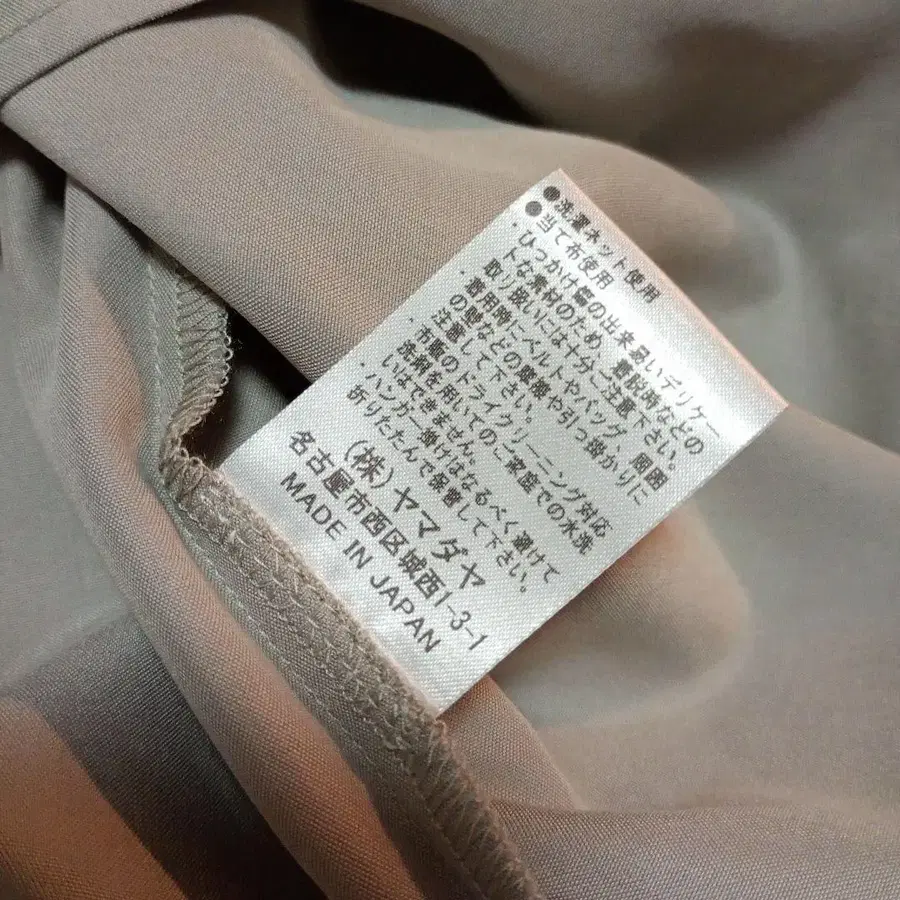 ●洗濯ネット使用
●当て布使用
・ひっかけ傷の出来易いデリケー
トな素材のため、着脱時などの
取り扱いには十分ご注意下さい。
・着用時にベルトやバッグ、周囲
の壁などの摩擦や引っ掛かりに
ご注意して下さい。
・市販のドライクリーニング対応
洗剤を用いてのご家庭での水洗
いはできません。
・ハンガー掛けはなるべく避けて
折りたたんで保管して下さい。
(株)ヤマダヤ
名古屋市西区城西1-3-1
MADE IN JAPAN